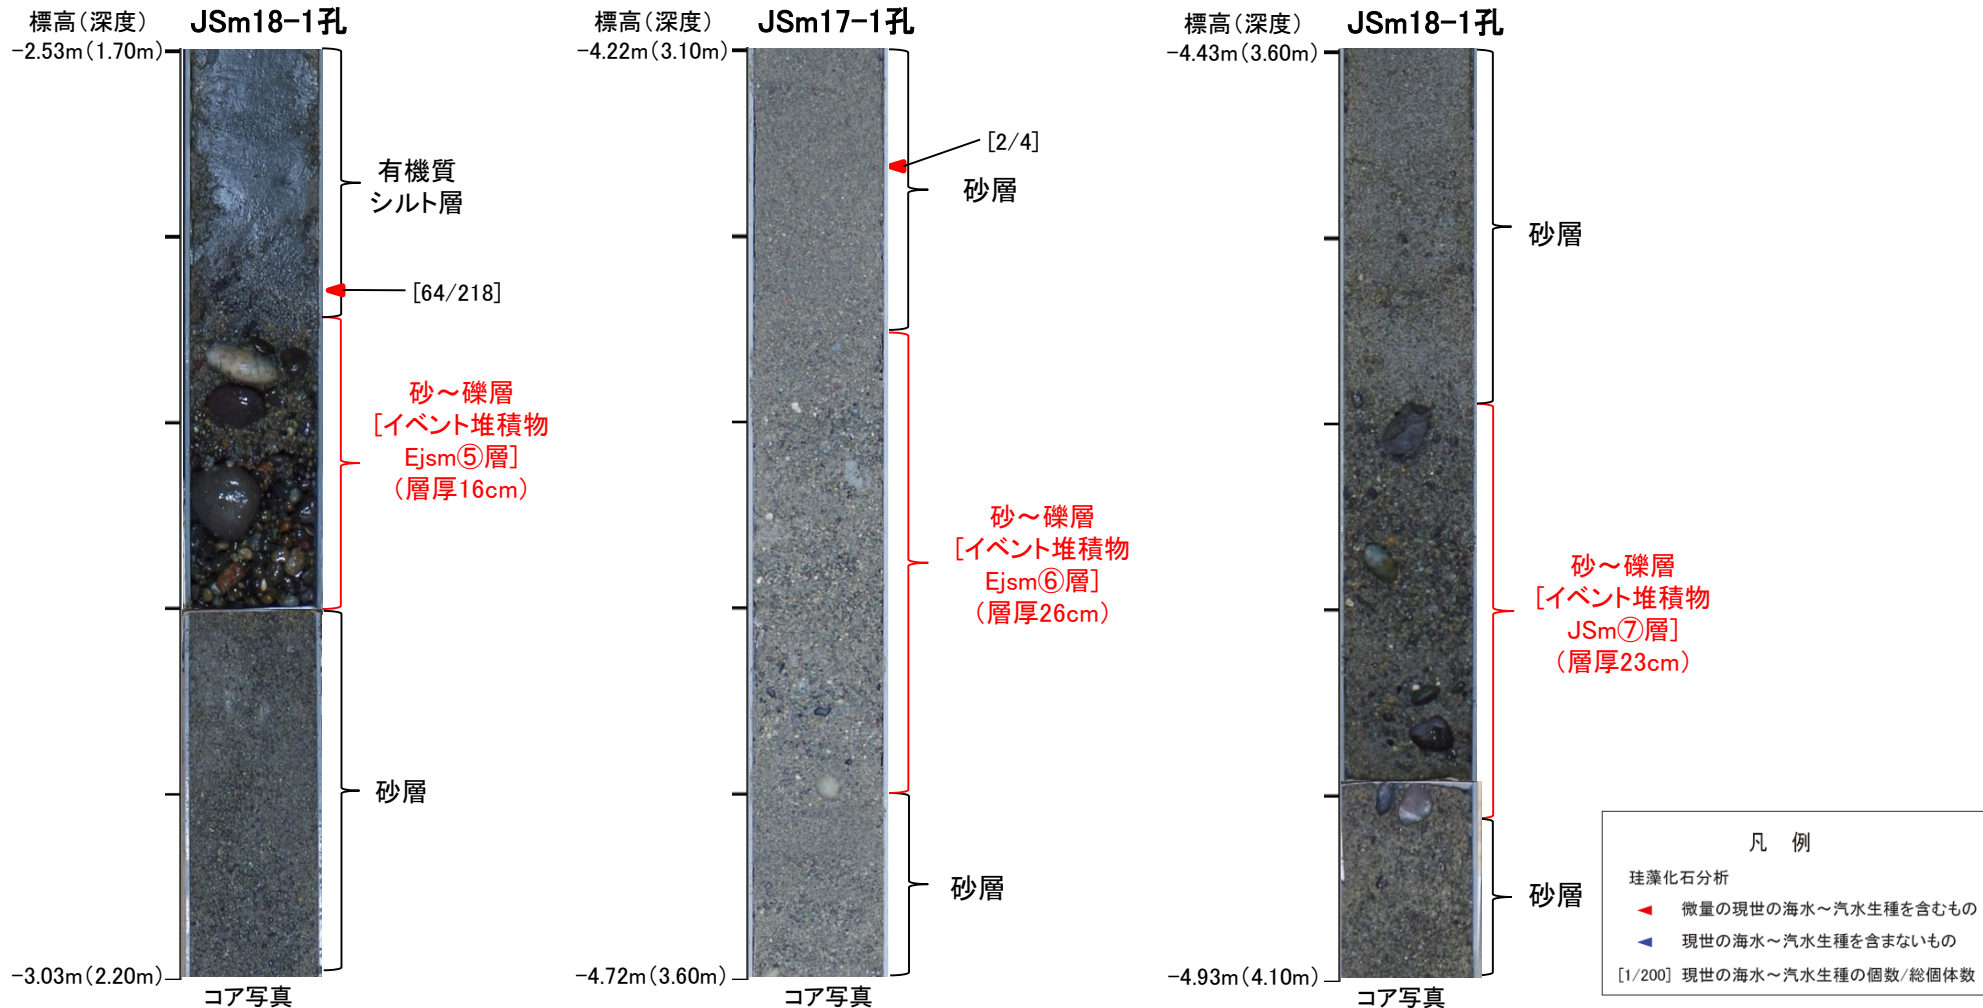 標高(深度)
JSm18-1孔
-2.53m(1.70m)
有機質
シルト層
[64/218]
砂～礫層
[イベント堆積物
Ejsm⑤層]
(層厚16cm)
砂層
-3.03m(2.20m)
コア写真
標高(深度)
JSm17-1孔
-4.22m(3.10m)
[2/4]
砂層
砂～礫層
[イベント堆積物
Ejsm⑥層]
(層厚26cm)
砂層
-4.72m(3.60m)
コア写真
標高(深度)
JSm18-1孔
-4.43m(3.60m)
砂層
砂～礫層
[イベント堆積物
JSm⑦層]
(層厚23cm)
砂層
-4.93m(4.10m)
コア写真
凡 例
珪藻化石分析
微量の現世の海水～汽水生種を含むもの
現世の海水～汽水生種を含まないもの
[1/200] 現世の海水～汽水生種の個数/総個体数